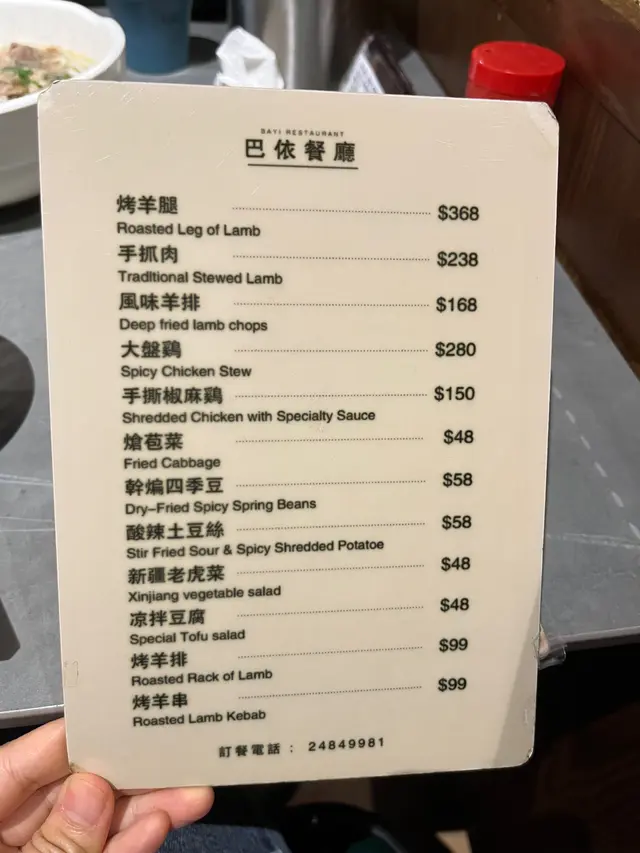 BAYI RESTAURANT
巴依餐廳
烤羊腿 $368
Roasted Leg of Lamb
手抓肉 $238
Traditional Stewed Lamb
風味羊排 $168
Deep fried lamb chops
大盤鷄 $280
Spicy Chicken Stew
手撕椒麻鷄 $150
Shredded Chicken with Specialty Sauce
熗苞菜 $48
Fried Cabbage
幹煸四季豆 $58
Dry-Fried Spicy Spring Beans
酸辣土豆絲 $58
Stir Fried Sour & Spicy Shredded Potatoe
新疆老虎菜 $48
Xinjiang vegetable salad
凉拌豆腐 $48
Special Tofu salad
烤羊排 $99
Roasted Rack of Lamb
烤羊串 $99
Roasted Lamb Kebab
訂餐電話： 24849981